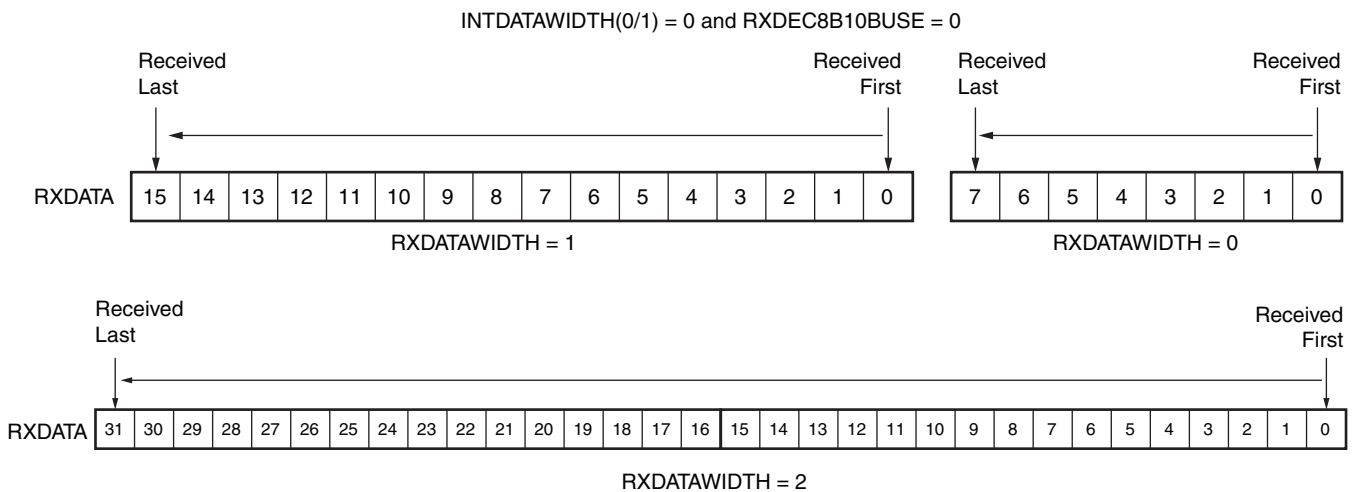 INTDATAWIDTH(0/1) = 0 and RXDEC8B10BUSE = 0
Received Last
Received First
Received Last
Received First
RXDATA 15 14 13 12 11 10 9 8 7 6 5 4 3 2 1 0
7 6 5 4 3 2 1 0
RXDATAWIDTH = 1
RXDATAWIDTH = 0
Received Last
Received First
RXDATA 31 30 29 28 27 26 25 24 23 22 21 20 19 18 17 16 15 14 13 12 11 10 9 8 7 6 5 4 3 2 1 0
RXDATAWIDTH = 2